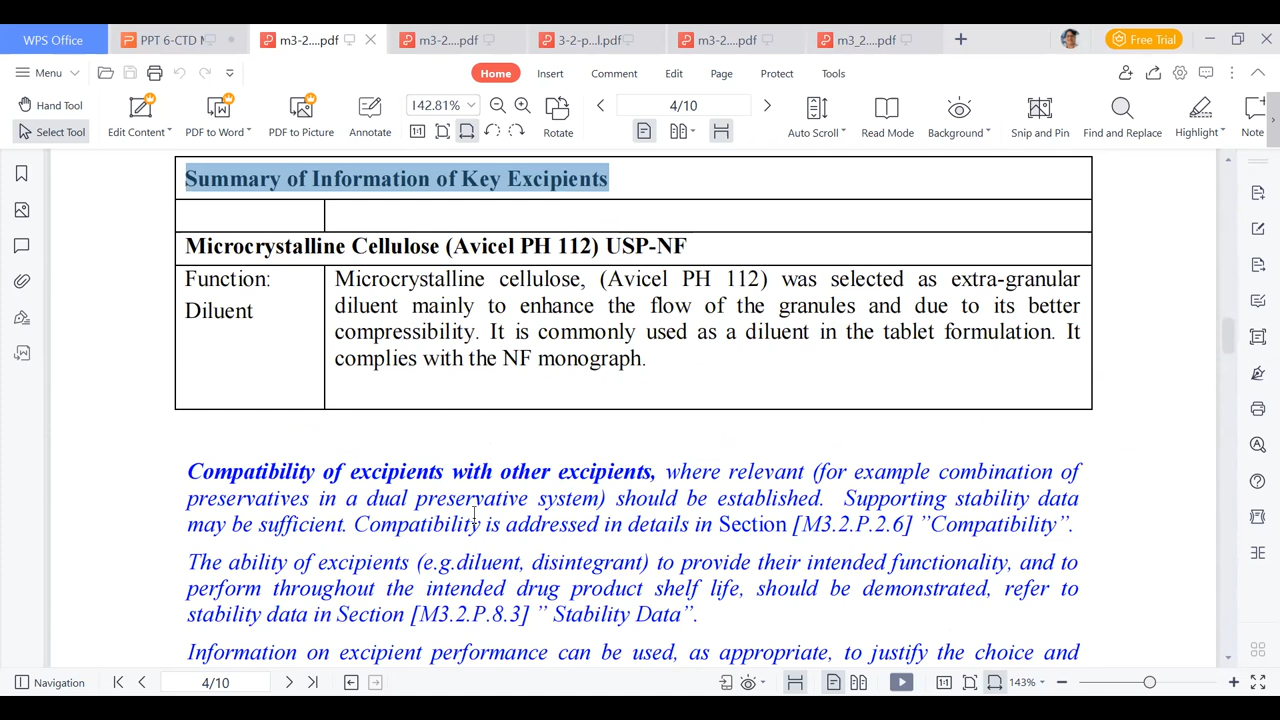 WPS Office PPT 6-CTD M m3-2....pdf m3-2....pdf 3-2-p...l.pdf m3-2....pdf m3_2....pdf Free Trial
Menu Home Insert Comment Edit Page Protect Tools
Hand Tool 142.81% 4/10
Select Tool Edit Content PDF to Word PDF to Picture Annotate 1:1 Rotate Auto Scroll Read Mode Background Snip and Pin Find and Replace Highlight Note
Summary of Information of Key Excipients
Microcrystalline Cellulose (Avicel PH 112) USP-NF
Function: Microcrystalline cellulose, (Avicel PH 112) was selected as extra-granular
Diluent diluent mainly to enhance the flow of the granules and due to its better
compressibility. It is commonly used as a diluent in the tablet formulation. It
complies with the NF monograph.
Compatibility of excipients with other excipients, where relevant (for example combination of
preservatives in a dual preservative system) should be established. Supporting stability data
may be sufficient. Compatibility is addressed in details in Section [M3.2.P.2.6] ”Compatibility”.
The ability of excipients (e.g.diluent, disintegrant) to provide their intended functionality, and to
perform throughout the intended drug product shelf life, should be demonstrated, refer to
stability data in Section [M3.2.P.8.3] ” Stability Data”.
Information on excipient performance can be used, as appropriate, to justify the choice and
Navigation 4/10 1:1 143%